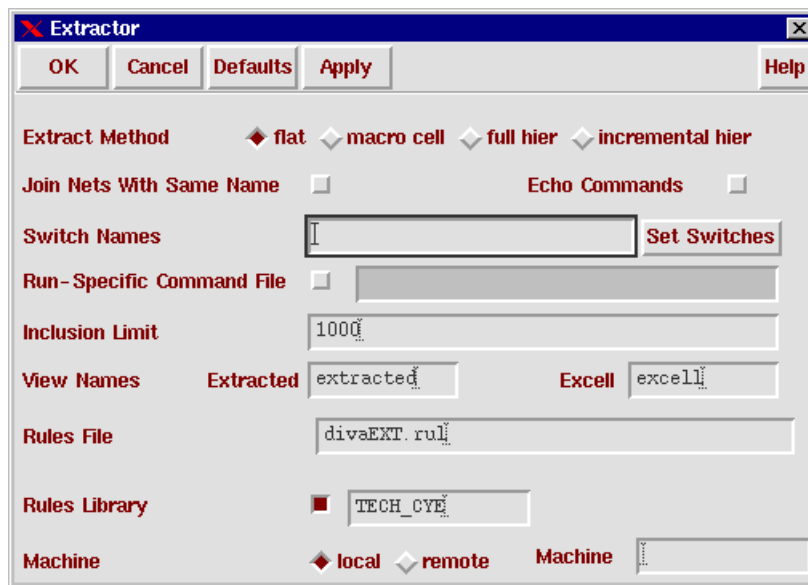 Extractor
OK Cancel Defaults Apply Help
Extract Method flat macro cell full hier incremental hier
Join Nets With Same Name Echo Commands
Switch Names Set Switches
Run-Specific Command File
Inclusion Limit 1000
View Names Extracted extracted Excell excell
Rules File divaEXT.rul
Rules Library TECH_CYE
Machine local remote Machine